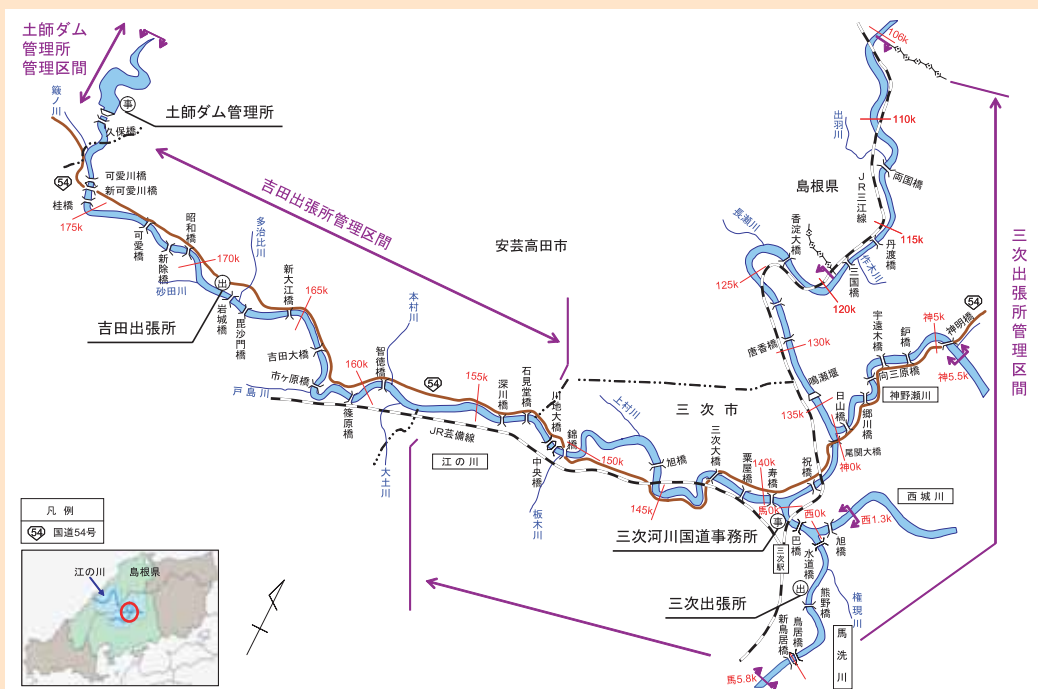 土師ダム
管理所
管理区間
簸ノ川
事
土師ダム管理所
久保橋
54
可愛川橋
新可愛川橋
桂橋
175k
可愛橋
昭和橋
新除橋
170k
砂田川
多治比川
出
吉田出張所
岩城橋
毘沙門橋
新大江橋
165k
吉田大橋
市ヶ原橋
戸島川
160k
篠原橋
智徳橋
本村川
54
155k
深川橋
石見堂橋
川地大橋
JR芸備線
大土川
江の川
中央橋
錦橋
板木川
150k
上村川
旭橋
145k
吉田出張所管理区間
安芸高田市
三次市
三次大橋
粟屋橋
140k
寿橋
馬0k
祝橋
西0k
事
三次河川国道事務所
巴橋
水道橋
旭橋
西1.3k
西城川
三次駅
出
三次出張所
熊野橋
権現川
鳥居橋
新鳥居橋
馬洗川
馬5.8k
106k
出羽川
110k
両国橋
島根県
JR三江線
長瀬川
香淀大橋
115k
丹渡橋
作木川
三国橋
120k
125k
唐香橋
130k
鳴瀬堰
135k
日山橋
宇遠木橋
鈩橋
神5k
神明橋
54
向三原橋
神5.5k
神野瀬川
郷川橋
尾関大橋
神0k
三次出張所管理区間
凡例
54 国道54号
江の川
島根県